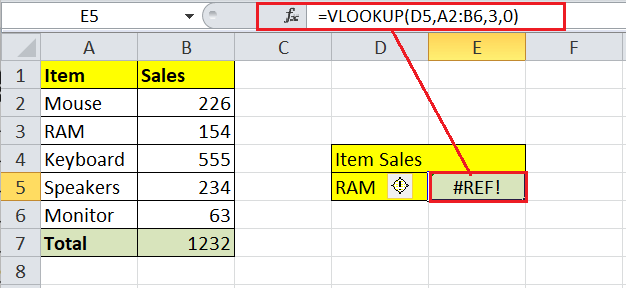 E5 fx =VLOOKUP(D5,A2:B6,3,0)
A B C D E F
1 Item Sales
2 Mouse 226
3 RAM 154
4 Keyboard 555 Item Sales
5 Speakers 234 RAM #REF!
6 Monitor 63
7 Total 1232
8